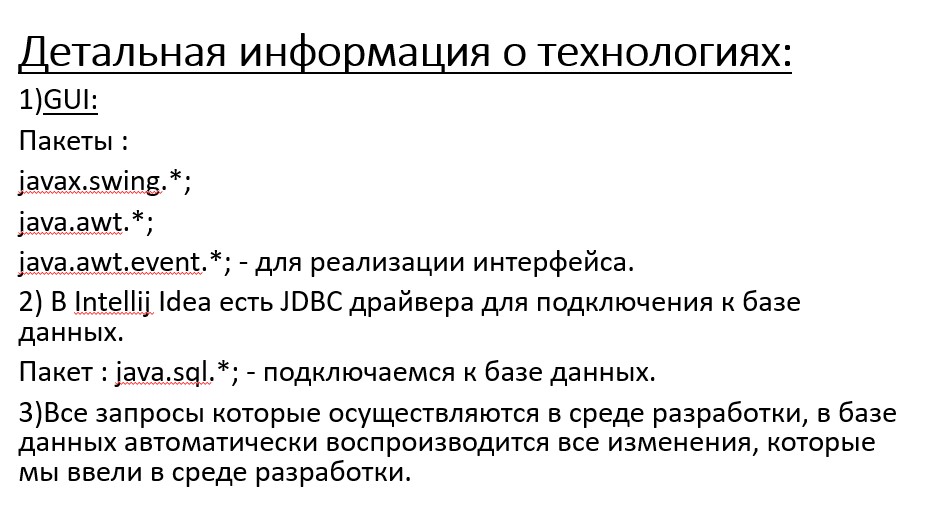 Детальная информация о технологиях:
1)GUI:
Пакеты :
javax.swing.*;
java.awt.*;
java.awt.event.*; - для реализации интерфейса.
2) В Intellij Idea есть JDBC драйвера для подключения к базе
данных.
Пакет : java.sql.*; - подключаемся к базе данных.
3)Все запросы которые осуществляются в среде разработки, в базе
данных автоматически воспроизводится все изменения, которые
мы ввели в среде разработки.